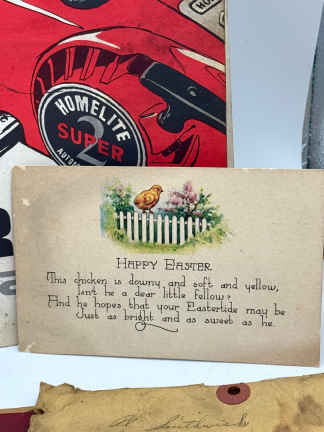 HOMELITE
SUPER
2
HAPPY EASTER
This chicken is downy and soft and yellow,
Isn't he a dear little fellow?
And he hopes that your Eastertide may be
Just as bright and as sweet as he.